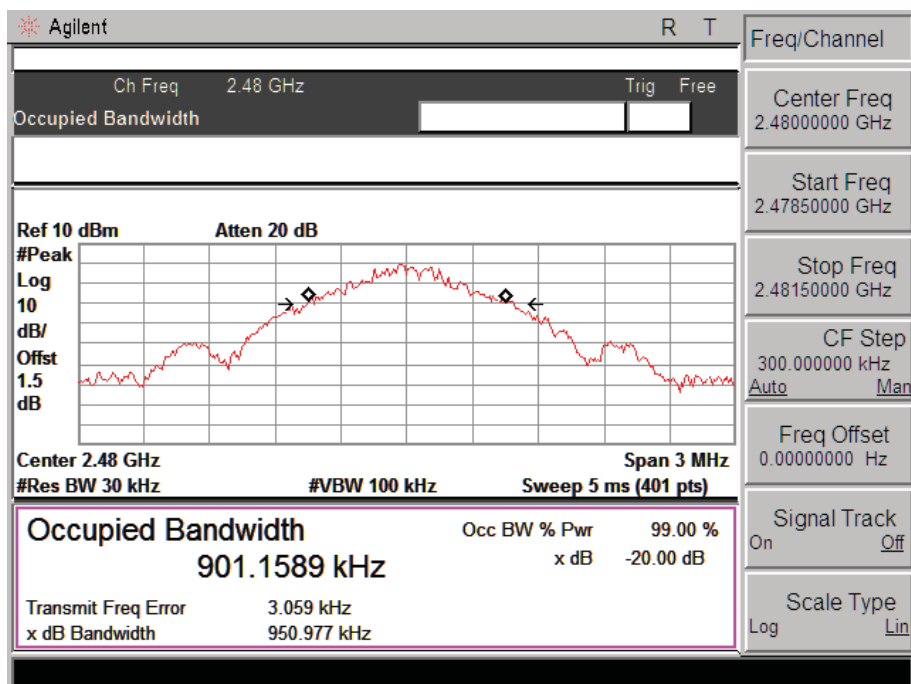 Agilent R T
Ch Freq 2.48 GHz Trig Free
Occupied Bandwidth
Ref 10 dBm Atten 20 dB
#Peak
Log
10
dB/
Offst
1.5
dB
Center 2.48 GHz Span 3 MHz
#Res BW 30 kHz #VBW 100 kHz Sweep 5 ms (401 pts)
Occupied Bandwidth Occ BW % Pwr 99.00 %
901.1589 kHz x dB -20.00 dB
Transmit Freq Error 3.059 kHz
x dB Bandwidth 950.977 kHz
Freq/Channel
Center Freq
2.48000000 GHz
Start Freq
2.47850000 GHz
Stop Freq
2.48150000 GHz
CF Step
300.000000 kHz
Auto Man
Freq Offset
0.00000000 Hz
Signal Track
On Off
Scale Type
Log Lin